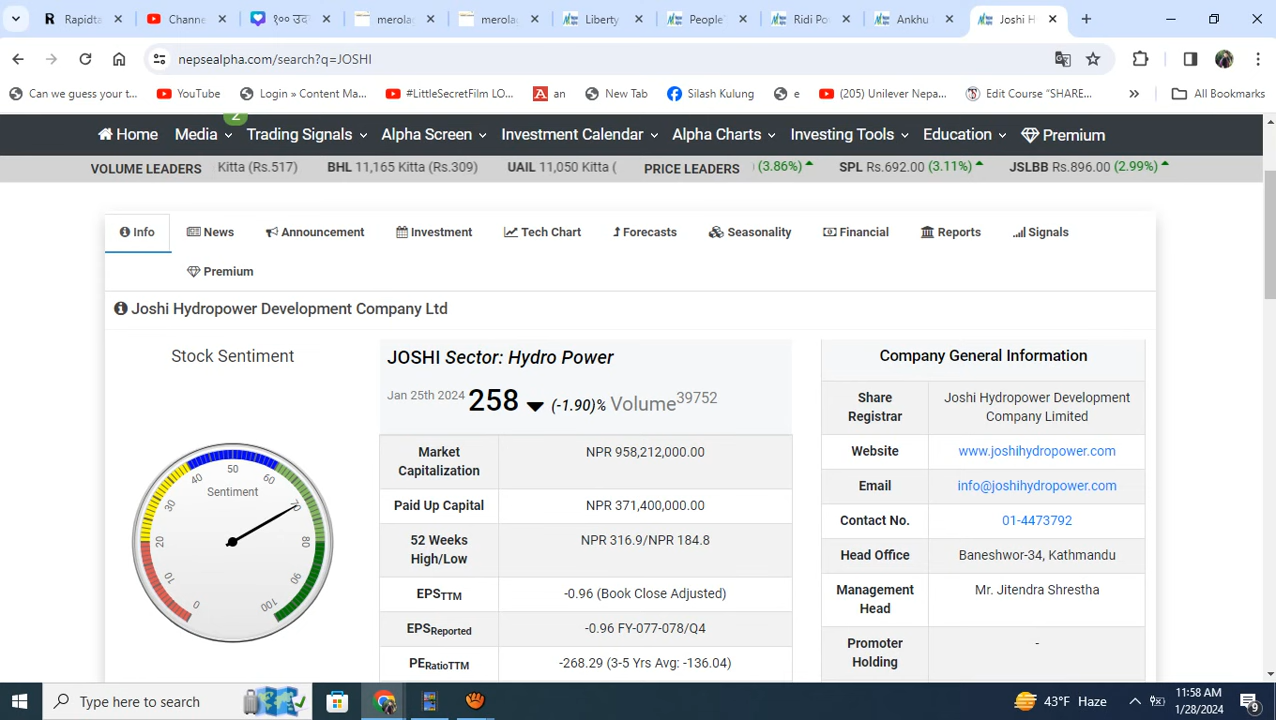 Rapidta
Channe
१०० उद
merola
merola
Liberty
People
Ridi Po
Ankhu
Joshi H
nepsealpha.com/search?q=JOSHI
Can we guess your t...
YouTube
Login » Content Ma...
#LittleSecretFilm LO...
an
New Tab
Silash Kulung
e
(205) Unilever Nepa...
Edit Course “SHARE...
»
All Bookmarks
2
Home
Media
Trading Signals
Alpha Screen
Investment Calendar
Alpha Charts
Investing Tools
Education
Premium
VOLUME LEADERS
Kitta (Rs.517)
BHL 11,165 Kitta (Rs.309)
UAIL 11,050 Kitta (
PRICE LEADERS
(3.86%)
SPL Rs.692.00 (3.11%)
JSLBB Rs.896.00 (2.99%)
Info
News
Announcement
Investment
Tech Chart
Forecasts
Seasonality
Financial
Reports
Signals
Premium
Joshi Hydropower Development Company Ltd
Stock Sentiment
Sentiment
0
10
20
30
40
50
60
70
80
90
100
JOSHI Sector: Hydro Power
Jan 25th 2024 258 (-1.90)% Volume 39752
Market
Capitalization
NPR 958,212,000.00
Paid Up Capital
NPR 371,400,000.00
52 Weeks
High/Low
NPR 316.9/NPR 184.8
EPSTTM
-0.96 (Book Close Adjusted)
EPSReported
-0.96 FY-077-078/Q4
PERatioTTM
-268.29 (3-5 Yrs Avg: -136.04)
Company General Information
Share
Registrar
Joshi Hydropower Development
Company Limited
Website
www.joshihydropower.com
Email
info@joshihydropower.com
Contact No.
01-4473792
Head Office
Baneshwor-34, Kathmandu
Management
Head
Mr. Jitendra Shrestha
Promoter
Holding
-
Type here to search
43°F Haze
11:58 AM
1/28/2024
9